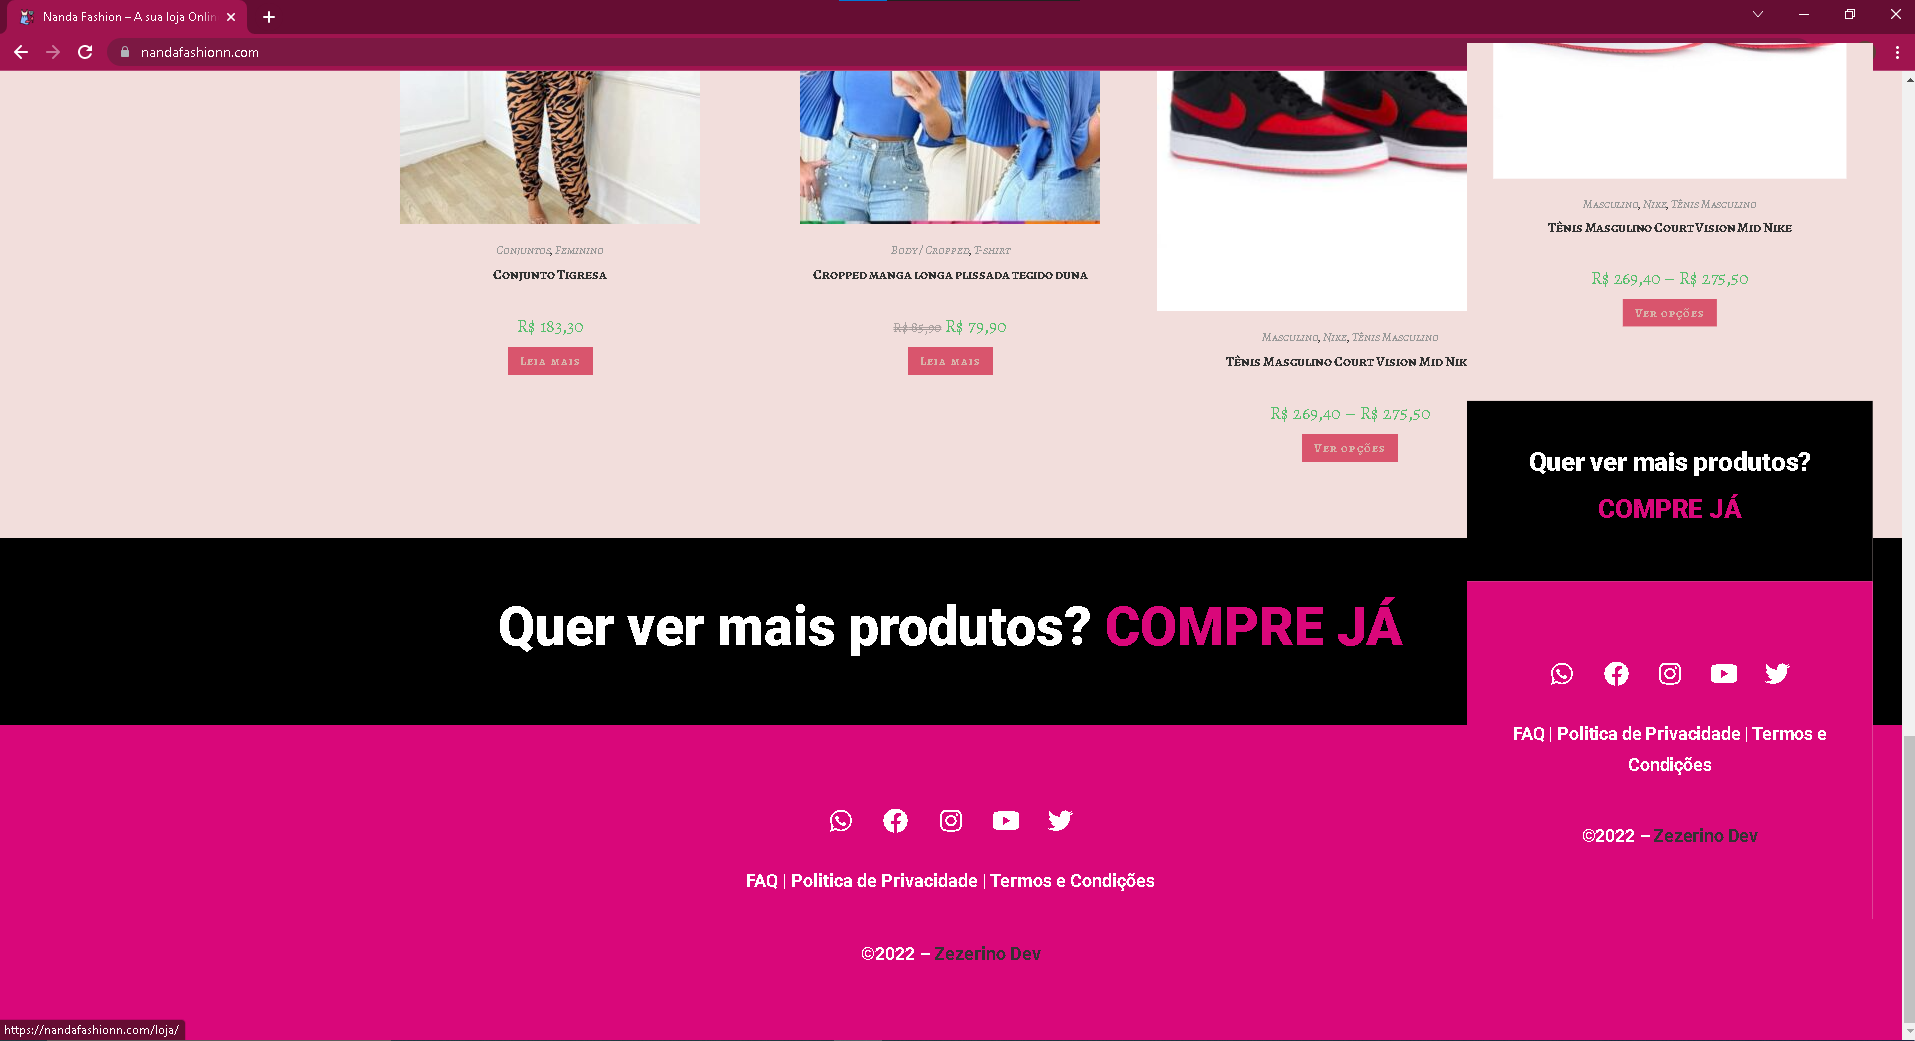 Nanda Fashion – A sua loja Onlin
nandafashionn.com
Conjuntos, Feminino
Conjunto Tigresa
R$ 183,30
Leia mais
Body / Cropped, T-shirt
Cropped manga longa plissada tecido duna
R$ 85,90 R$ 79,90
Leia mais
Masculino, Nike, Tênis Masculino
Tênis Masculino Court Vision Mid Nik
R$ 269,40 – R$ 275,50
Ver opções
Masculino, Nike, Tênis Masculino
Tênis Masculino Court Vision Mid Nike
R$ 269,40 – R$ 275,50
Ver opções
Quer ver mais produtos? COMPRE JÁ
FAQ | Politica de Privacidade | Termos e Condições
©2022 – Zezerino Dev
Quer ver mais produtos?
COMPRE JÁ
FAQ | Politica de Privacidade | Termos e
Condições
©2022 – Zezerino Dev
https://nandafashionn.com/loja/